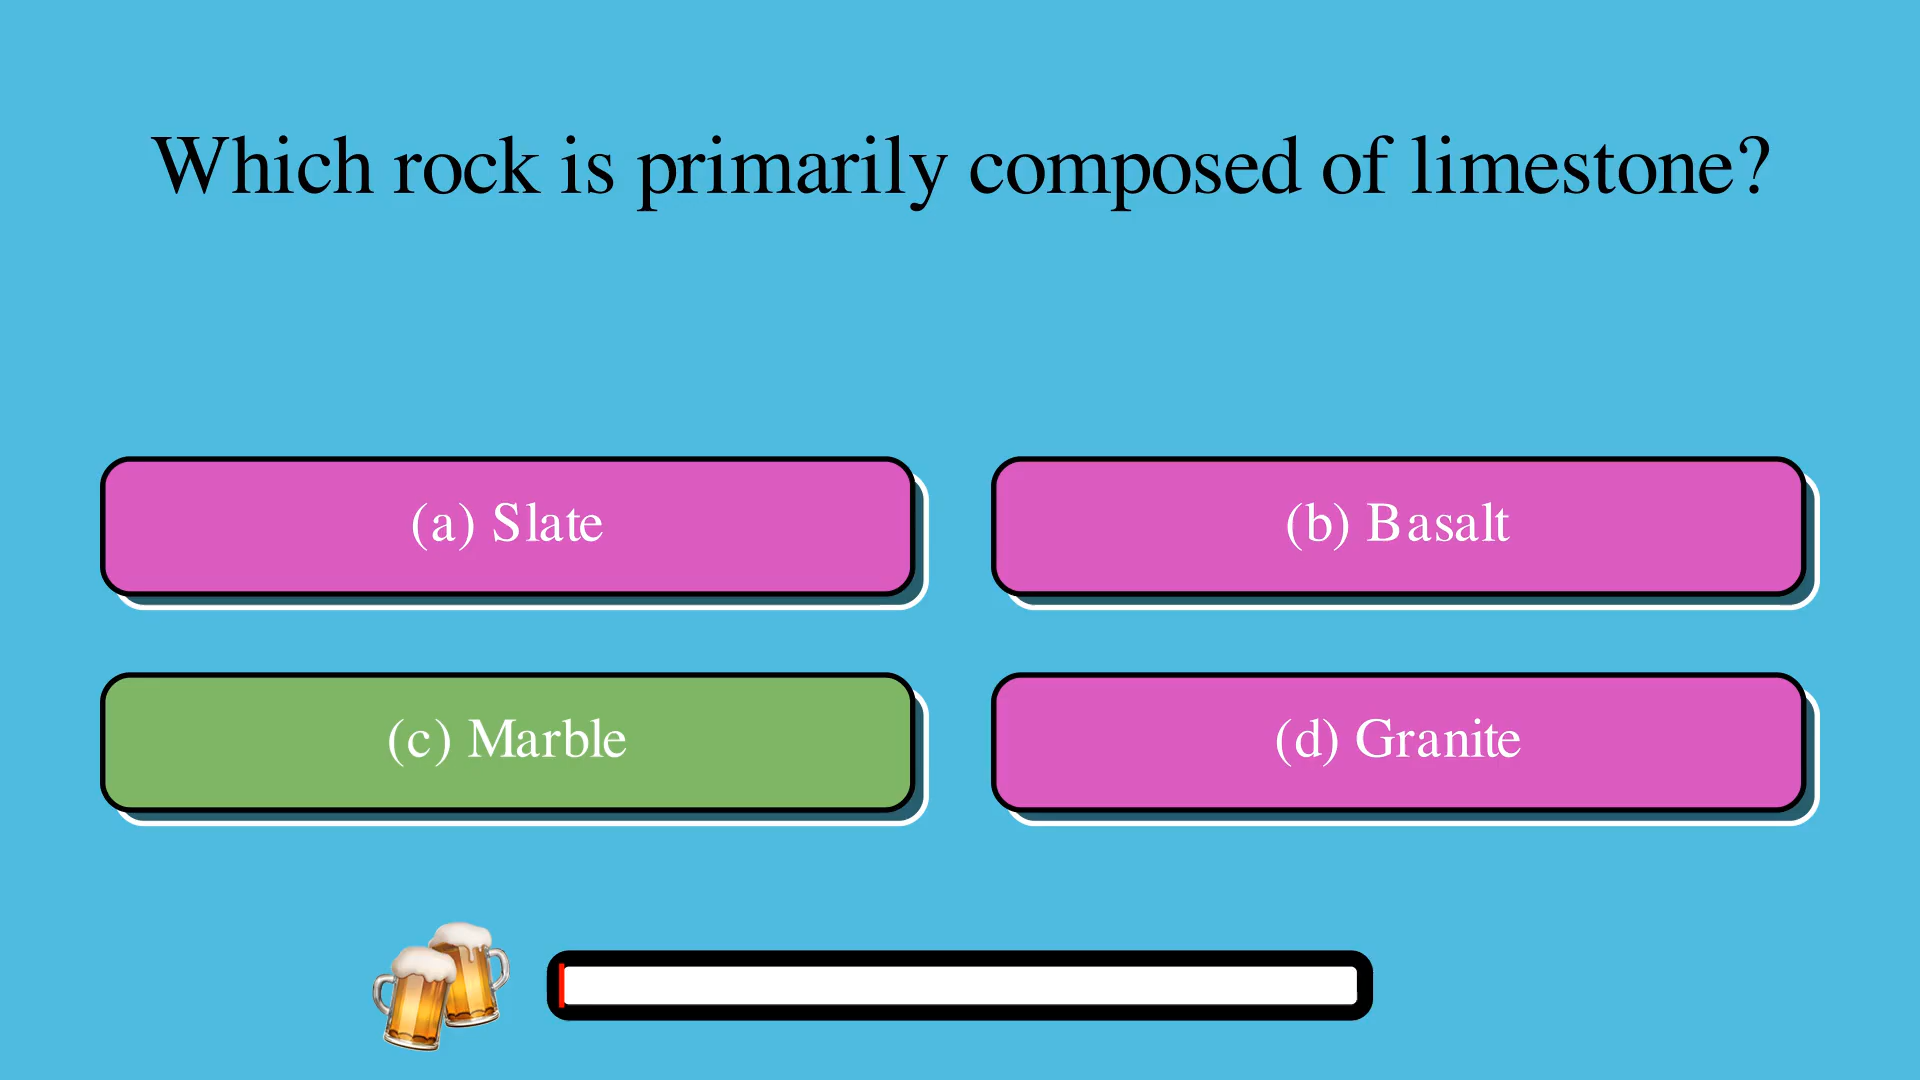 Which rock is primarily composed of limestone?
(a) Slate
(b) Basalt
(c) Marble
(d) Granite